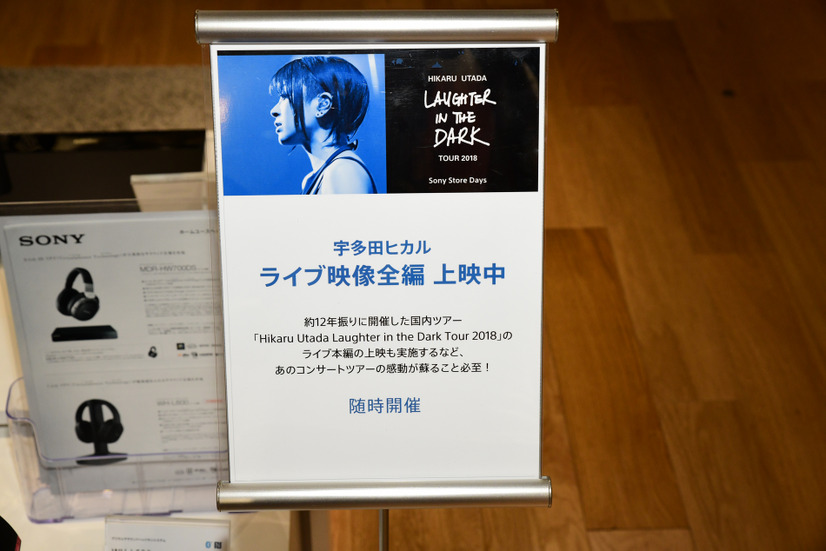 HIKARU UTADA
LAUGHTER
IN THE
DARK
TOUR 2018
Sony Store Days
宇多田ヒカル
ライブ映像全編 上映中
約12年振りに開催した国内ツアー
「Hikaru Utada Laughter in the Dark Tour 2018」の
ライブ本編の上映も実施するなど、
あのコンサートツアーの感動が蘇ること必至！
随時開催
SONY
MDR-HW700DS